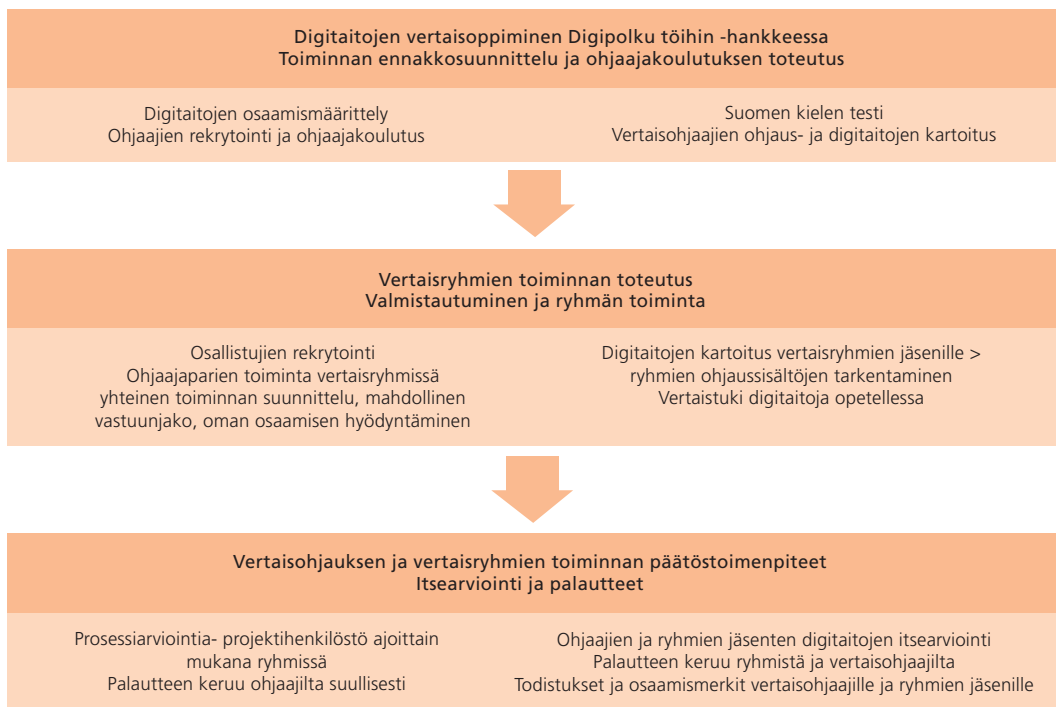 Digitaitojen vertaisoppiminen Digipolku töihin -hankkeessa
Toiminnan ennakkosuunnittelu ja ohjaajakoulutuksen toteutus
Digitaitojen osaamismäärittely
Ohjaajien rekrytointi ja ohjaajakoulutus
Suomen kielen testi
Vertaisohjaajien ohjaus- ja digitaitojen kartoitus
Vertaisryhmien toiminnan toteutus
Valmistautuminen ja ryhmän toiminta
Osallistujien rekrytointi
Ohjaajaparien toiminta vertaisryhmissä
yhteinen toiminnan suunnittelu, mahdollinen
vastuunjako, oman osaamisen hyödyntäminen
Digitaitojen kartoitus vertaisryhmien jäsenille >
ryhmien ohjaussisältöjen tarkentaminen
Vertaistuki digitaitoja opetellessa
Vertaisohjauksen ja vertaisryhmien toiminnan päätöstoimenpiteet
Itsearviointi ja palautteet
Prosessiarviointia- projektihenkilöstö ajoittain
mukana ryhmissä
Palautteen keruu ohjaajilta suullisesti
Ohjaajien ja ryhmien jäsenten digitaitojen itsearviointi
Palautteen keruu ryhmistä ja vertaisohjaajilta
Todistukset ja osaamismerkit vertaisohjaajille ja ryhmien jäsenille